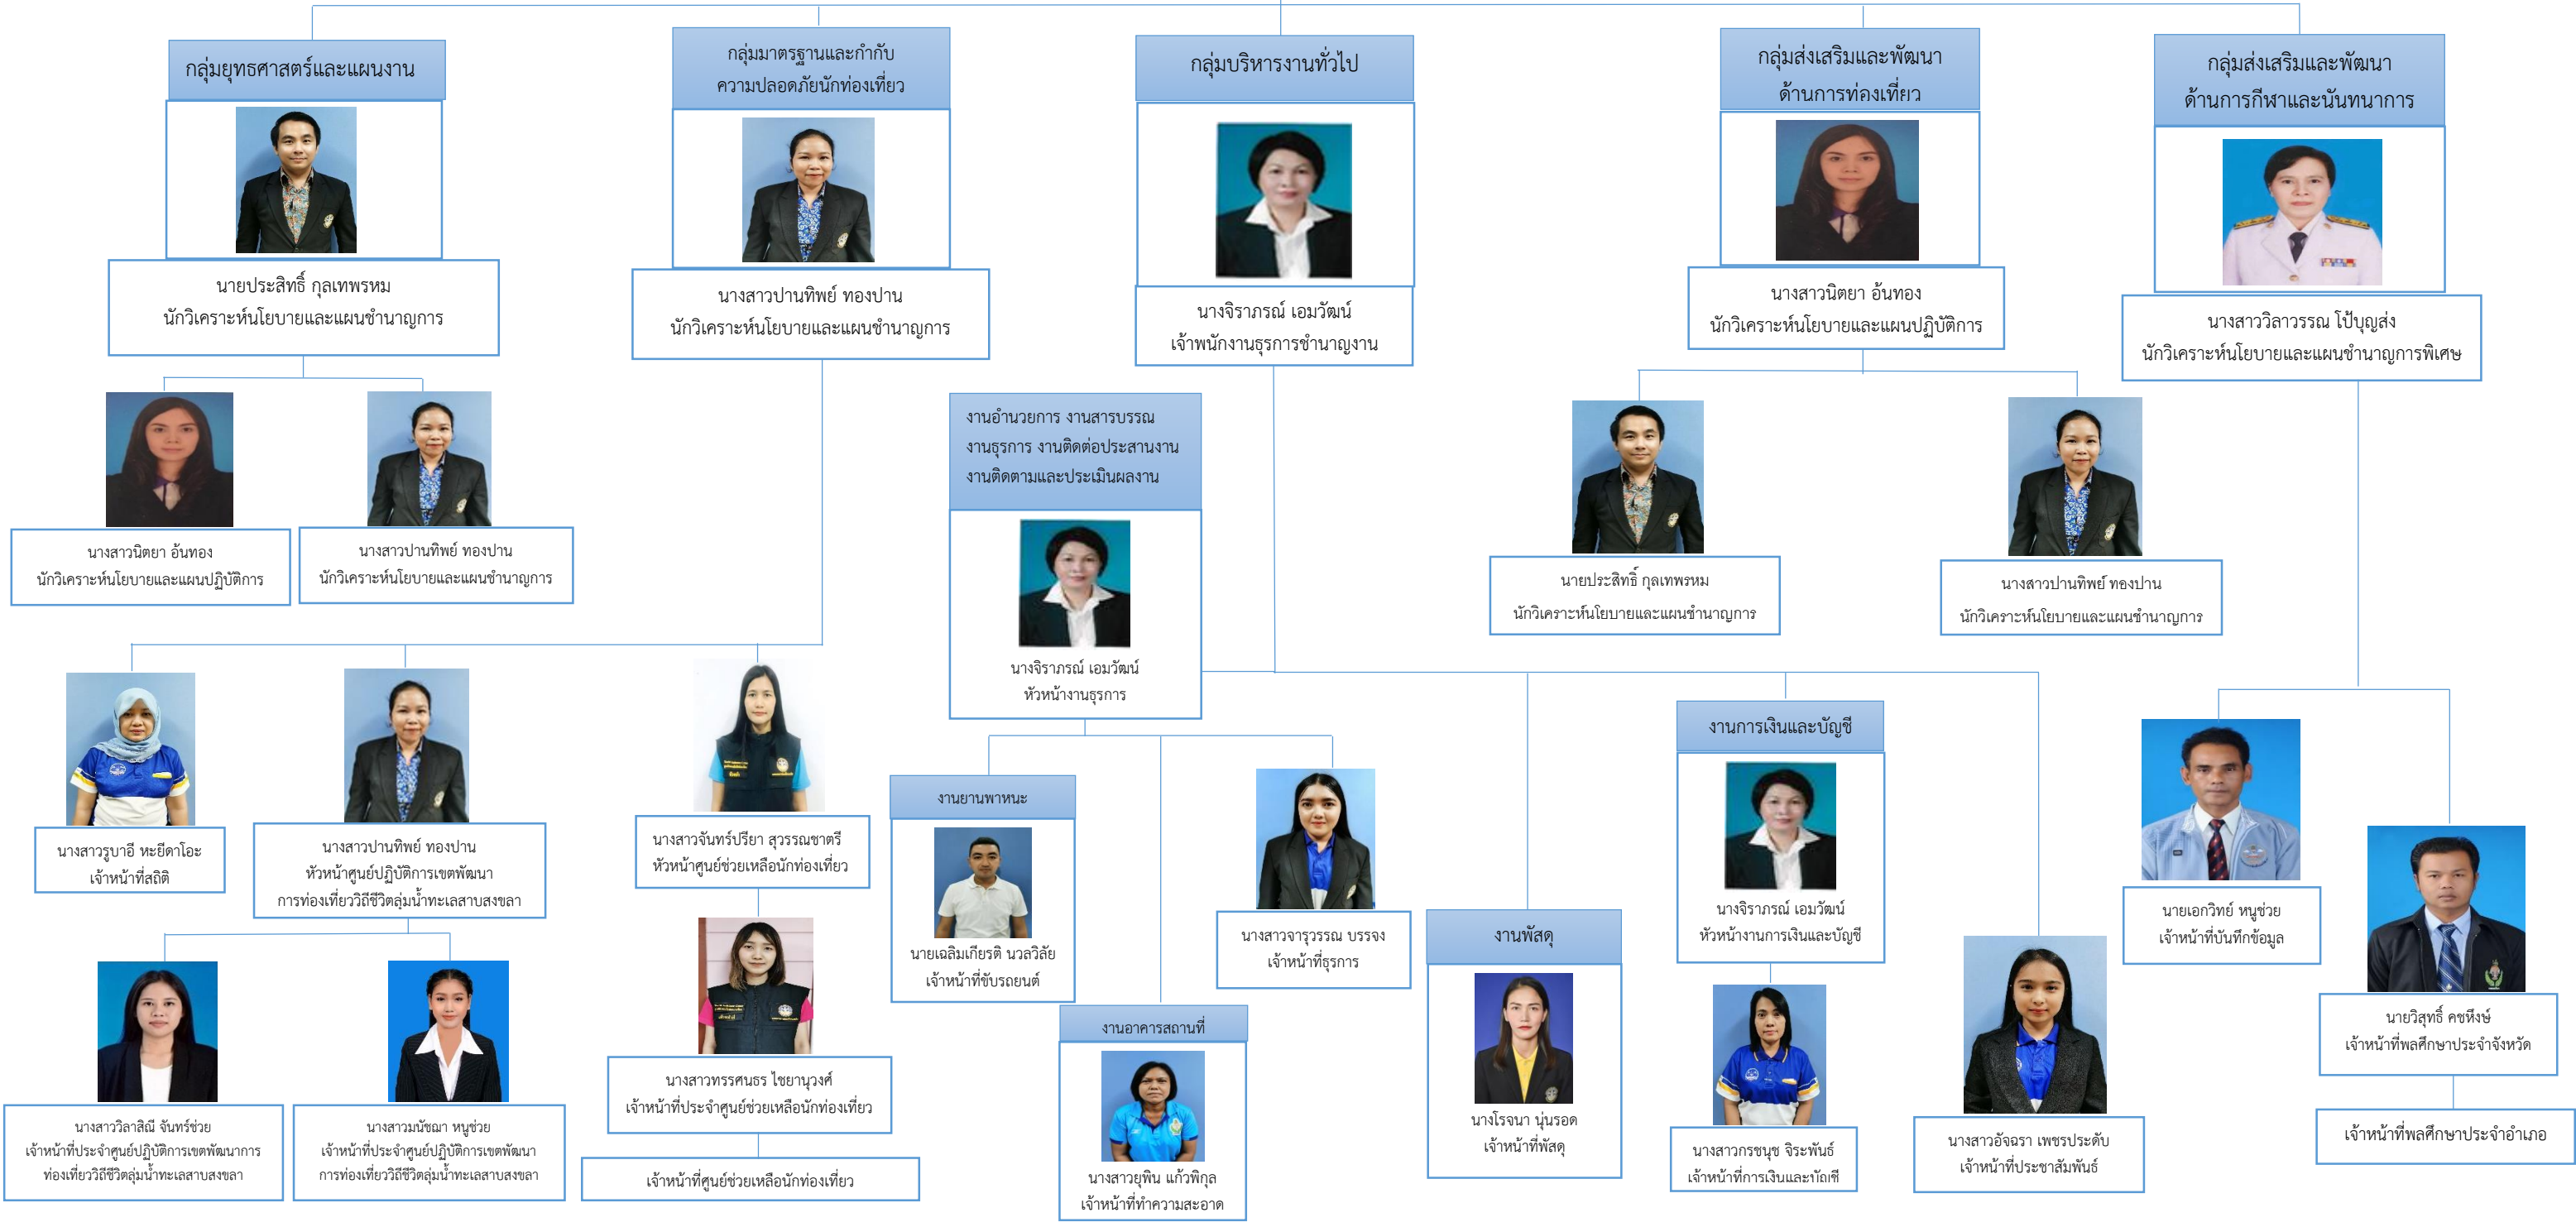 กลุ่มยุทธศาสตร์และแผนงาน
นายประสิทธิ์ กุลเทพรหม
นักวิเคราะห์นโยบายและแผนชำนาญการ
นางสาวนิตยา อ้นทอง
นักวิเคราะห์นโยบายและแผนปฏิบัติการ
นางสาวปานทิพย์ ทองปาน
นักวิเคราะห์นโยบายและแผนชำนาญการ
กลุ่มมาตรฐานและกำกับ
ความปลอดภัยนักท่องเที่ยว
นางสาวปานทิพย์ ทองปาน
นักวิเคราะห์นโยบายและแผนชำนาญการ
นางสาวรูบาอี หะยีดาโอะ
เจ้าหน้าที่สถิติ
นางสาวปานทิพย์ ทองปาน
หัวหน้าศูนย์ปฏิบัติการเขตพัฒนา
การท่องเที่ยววิถีชีวิตลุ่มน้ำทะเลสาบสงขลา
นางสาววิลาสิณี จันทร์ช่วย
เจ้าหน้าที่ประจำศูนย์ปฏิบัติการเขตพัฒนาการ
ท่องเที่ยววิถีชีวิตลุ่มน้ำทะเลสาบสงขลา
นางสาวมนัชฌา หนูช่วย
เจ้าหน้าที่ประจำศูนย์ปฏิบัติการเขตพัฒนา
การท่องเที่ยววิถีชีวิตลุ่มน้ำทะเลสาบสงขลา
นางสาวจันทร์ปรียา สุวรรณชาตรี
หัวหน้าศูนย์ช่วยเหลือนักท่องเที่ยว
นางสาวทรรศนธร ไชยานุวงศ์
เจ้าหน้าที่ประจำศูนย์ช่วยเหลือนักท่องเที่ยว
เจ้าหน้าที่ศูนย์ช่วยเหลือนักท่องเที่ยว
กลุ่มบริหารงานทั่วไป
นางจิราภรณ์ เอมวัฒน์
เจ้าพนักงานธุรการชำนาญงาน
งานอำนวยการ งานสารบรรณ
งานธุรการ งานติดต่อประสานงาน
งานติดตามและประเมินผลงาน
นางจิราภรณ์ เอมวัฒน์
หัวหน้างานธุรการ
งานยานพาหนะ
นายเฉลิมเกียรติ นวลวิลัย
เจ้าหน้าที่ขับรถยนต์
งานอาคารสถานที่
นางสาวยุพิน แก้วพิกุล
เจ้าหน้าที่ทำความสะอาด
นางสาวจารุวรรณ บรรจง
เจ้าหน้าที่ธุรการ
งานพัสดุ
นางโรจนา นุ่นรอด
เจ้าหน้าที่พัสดุ
งานการเงินและบัญชี
นางจิราภรณ์ เอมวัฒน์
หัวหน้างานการเงินและบัญชี
นางสาวกรชนุช จิระพันธ์
เจ้าหน้าที่การเงินและบัญชี
นางสาวอัจฉรา เพชรประดับ
เจ้าหน้าที่ประชาสัมพันธ์
กลุ่มส่งเสริมและพัฒนา
ด้านการท่องเที่ยว
นางสาวนิตยา อ้นทอง
นักวิเคราะห์นโยบายและแผนปฏิบัติการ
นายประสิทธิ์ กุลเทพรหม
นักวิเคราะห์นโยบายและแผนชำนาญการ
นางสาวปานทิพย์ ทองปาน
นักวิเคราะห์นโยบายและแผนชำนาญการ
กลุ่มส่งเสริมและพัฒนา
ด้านการกีฬาและนันทนาการ
นางสาววิลาวรรณ โป้บุญส่ง
นักวิเคราะห์นโยบายและแผนชำนาญการพิเศษ
นายเอกวิทย์ หนูช่วย
เจ้าหน้าที่บันทึกข้อมูล
นายวิสุทธิ์ คชหึงษ์
เจ้าหน้าที่พลศึกษาประจำจังหวัด
เจ้าหน้าที่พลศึกษาประจำอำเภอ